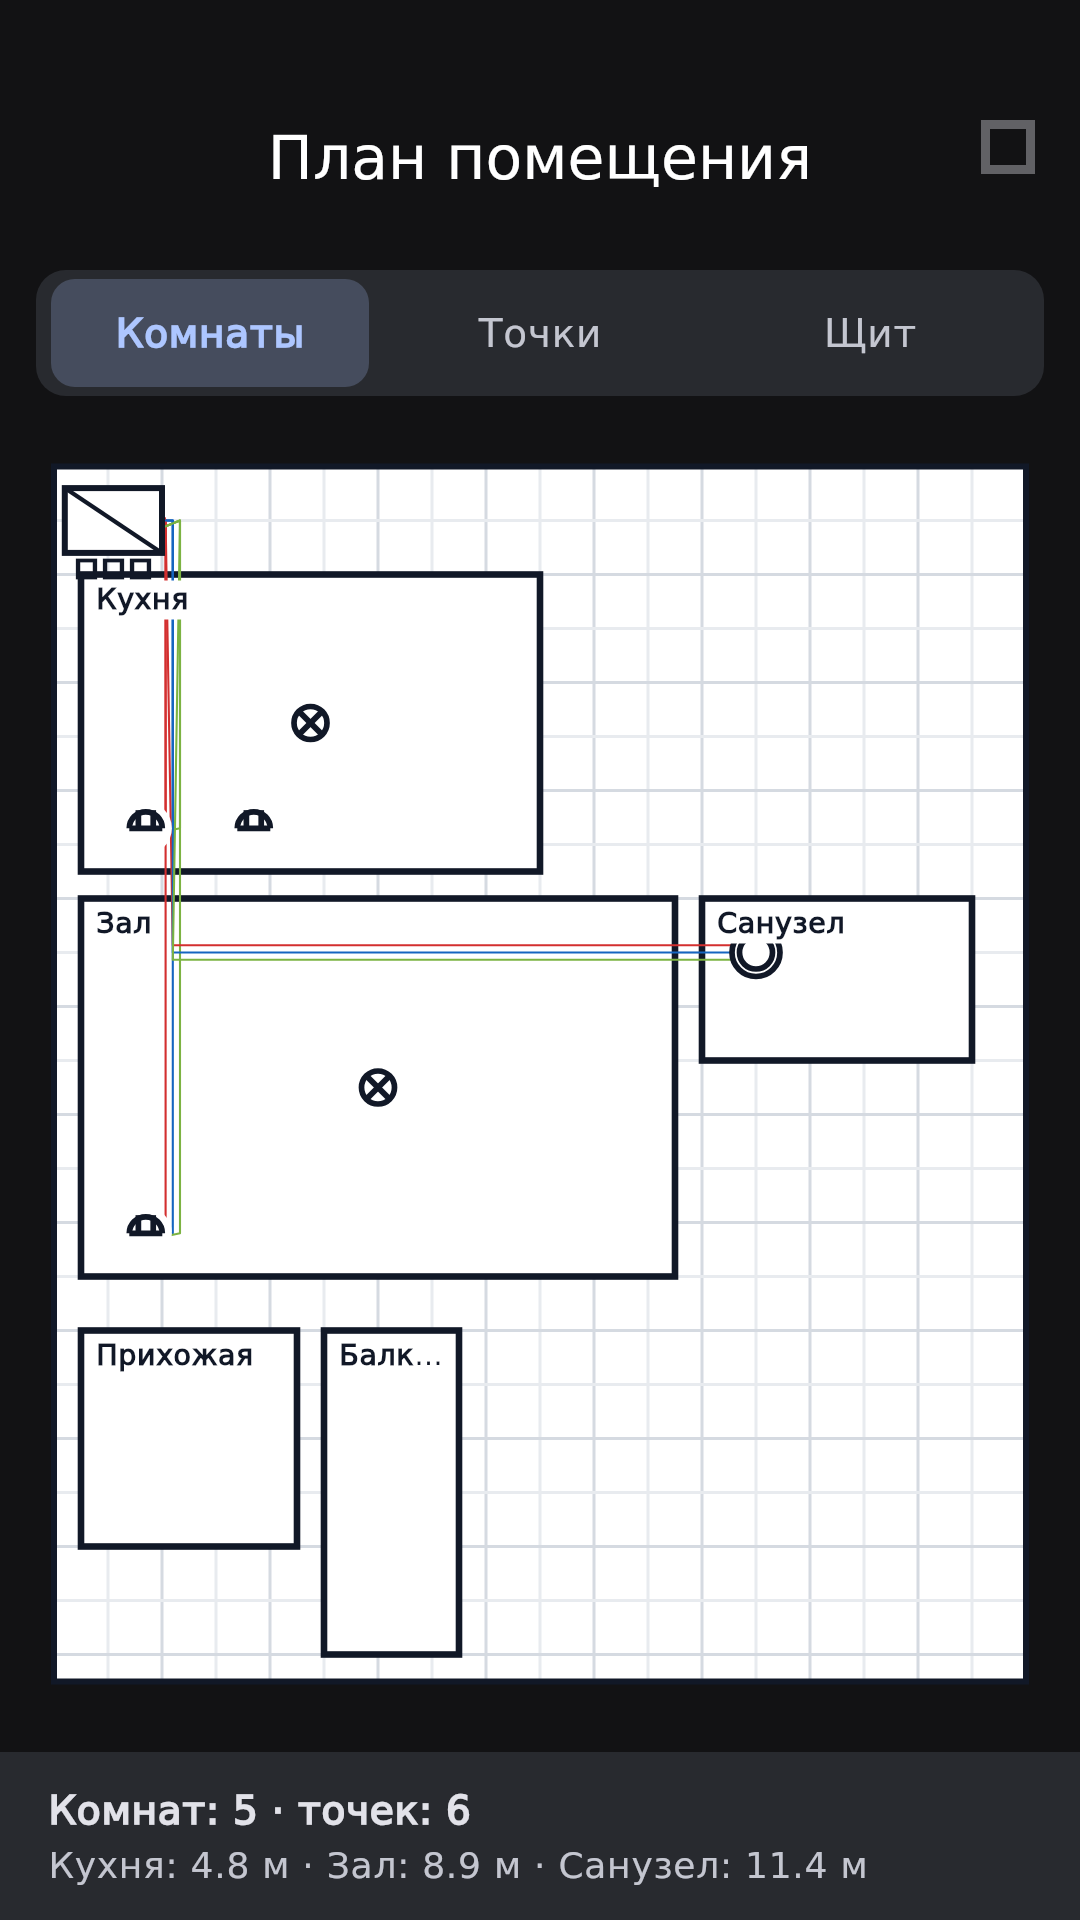 План помещения
Комнаты
Точки
Щит
Кухня
Зал
Санузел
Прихожая
Балк...
Комнат: 5 · точек: 6
Кухня: 4.8 м · Зал: 8.9 м · Санузел: 11.4 м